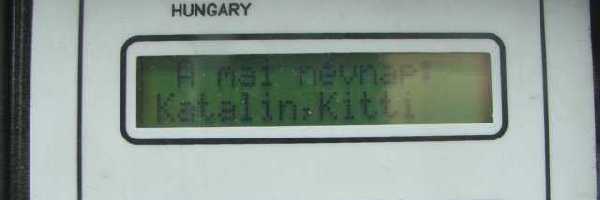 HUNGARY
A mai névnap:
Katalin,Kitti